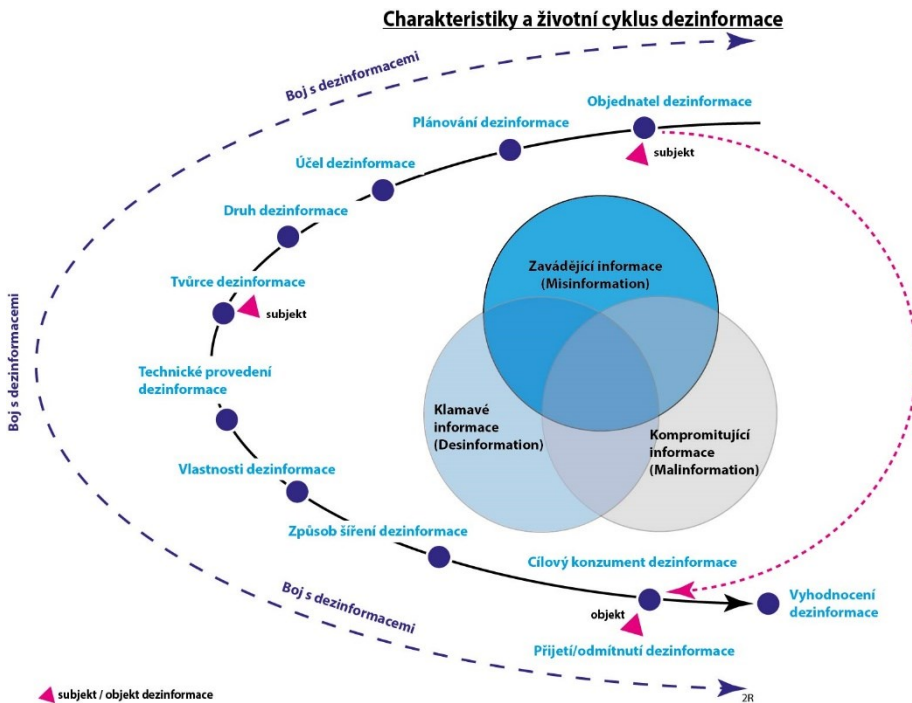 Charakteristiky a životní cyklus dezinformace
Boj s dezinformacemi
Objednatel dezinformace
Plánování dezinformace
subjekt
Účel dezinformace
Druh dezinformace
Zavádějící informace
(Misinformation)
Tvůrce dezinformace
subjekt
Boj s dezinformacemi
Technické provedení
dezinformace
Klamavé
informace
(Desinformation)
Kompromitující
informace
(Malinformation)
Vlastnosti dezinformace
Způsob šíření dezinformace
Cílový konzument dezinformace
Vyhodnocení
dezinformace
objekt
Boj s dezinformacemi
Přijetí/odmítnutí dezinformace
subjekt / objekt dezinformace
2R